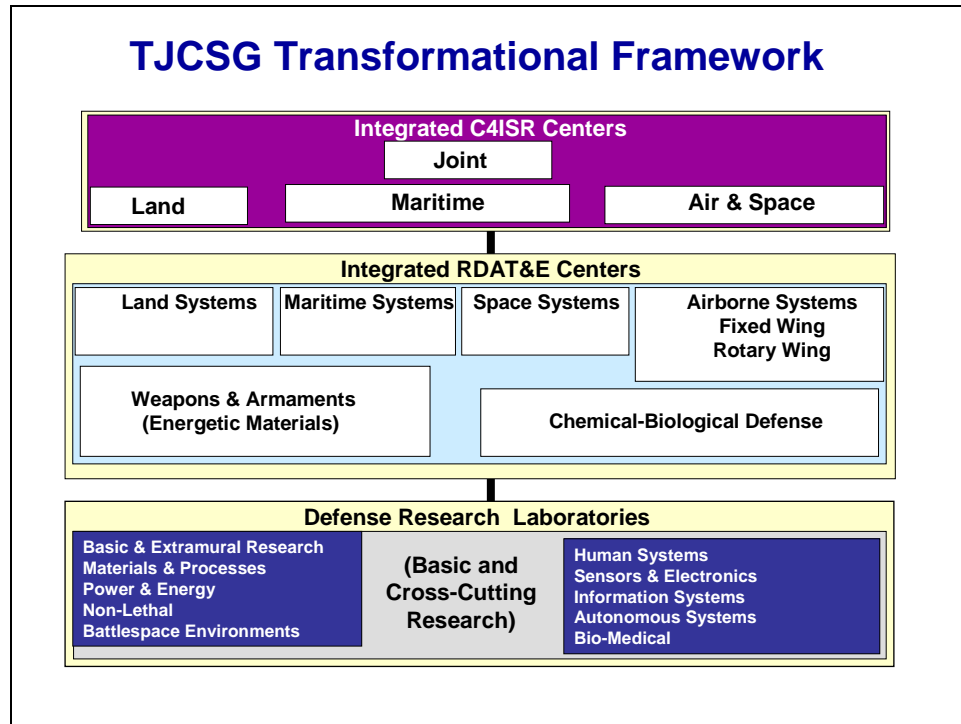 TJCSG Transformational Framework
Integrated C4ISR Centers
Joint
Land
Maritime
Air & Space
Integrated RDAT&E Centers
Land Systems
Maritime Systems
Space Systems
Airborne Systems
Fixed Wing
Rotary Wing
Weapons & Armaments
(Energetic Materials)
Chemical-Biological Defense
Defense Research Laboratories
Basic & Extramural Research
Materials & Processes
Power & Energy
Non-Lethal
Battlespace Environments
(Basic and
Cross-Cutting
Research)
Human Systems
Sensors & Electronics
Information Systems
Autonomous Systems
Bio-Medical